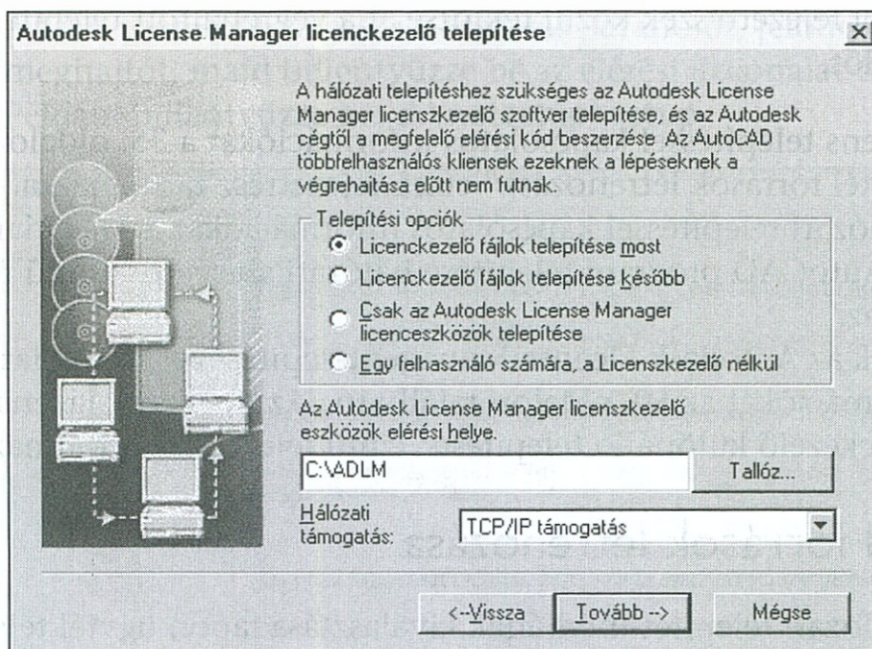 Autodesk License Manager licenckezelő telepítése
A hálózati telepítéshez szükséges az Autodesk License
Manager licenszkezelő szoftver telepítése, és az Autodesk
cégtől a megfelelő elérési kód beszerzése Az AutoCAD
többfelhasználós kliensek ezeknek a lépéseknek a
végrehajtása előtt nem futnak.
Telepítési opciók
Licenckezelő fájlok telepítése most
Licenckezelő fájlok telepítése később
Csak az Autodesk License Manager
licenceszközök telepítése
Egy felhasználó számára, a Licenszkezelő nélkül
Az Autodesk License Manager licenszkezelő
eszközök elérési helye.
C:\ADLM
Tallóz...
Hálózati
támogatás:
TCP/IP támogatás
<--Vissza
Tovább -->
Mégse